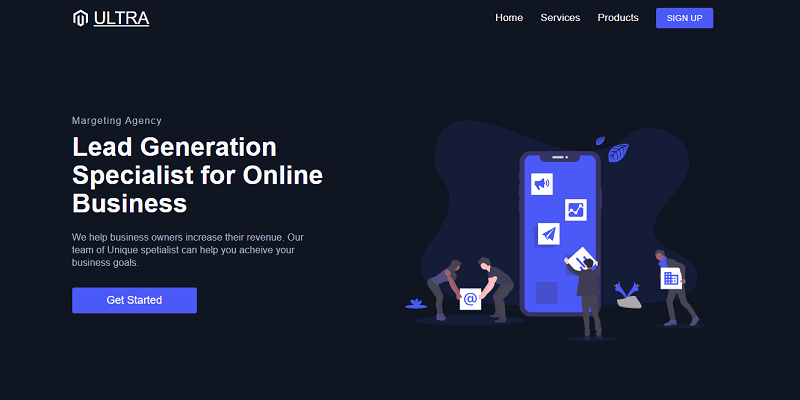 ULTRA
Home
Services
Products
SIGN UP
Margeting Agency
Lead Generation
Specialist for Online
Business
We help business owners increase their revenue. Our
team of Unique spetialist can help you acheive your
business goals.
Get Started
@